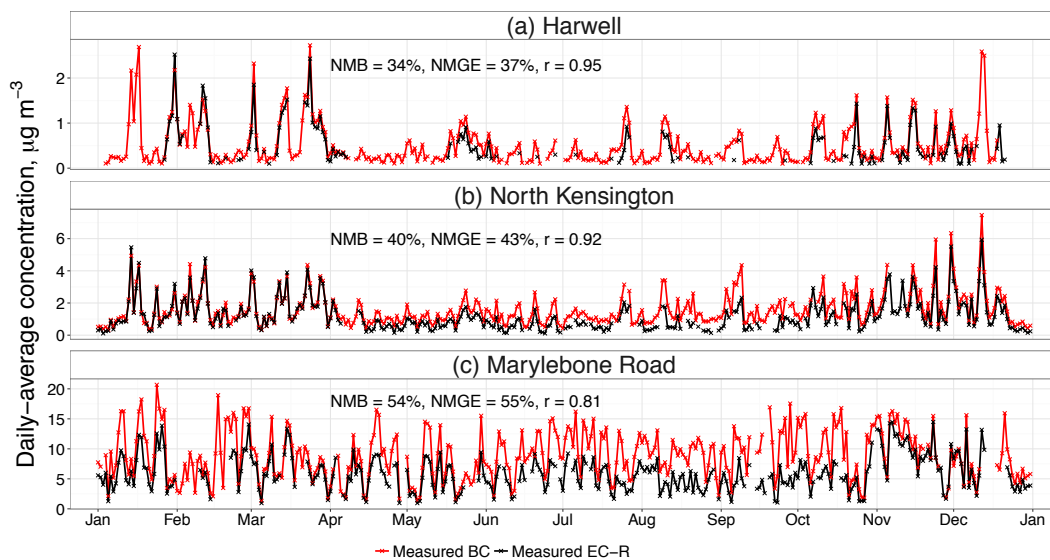 (a) Harwell
NMB = 34%, NMGE = 37%, r = 0.95
2
1
0
(b) North Kensington
NMB = 40%, NMGE = 43%, r = 0.92
6
4
2
0
(c) Marylebone Road
NMB = 54%, NMGE = 55%, r = 0.81
20
15
10
5
0
Jan Feb Mar Apr May Jun Jul Aug Sep Oct Nov Dec Jan
Daily−average concentration, µg m⁻³
Measured BC Measured EC−R